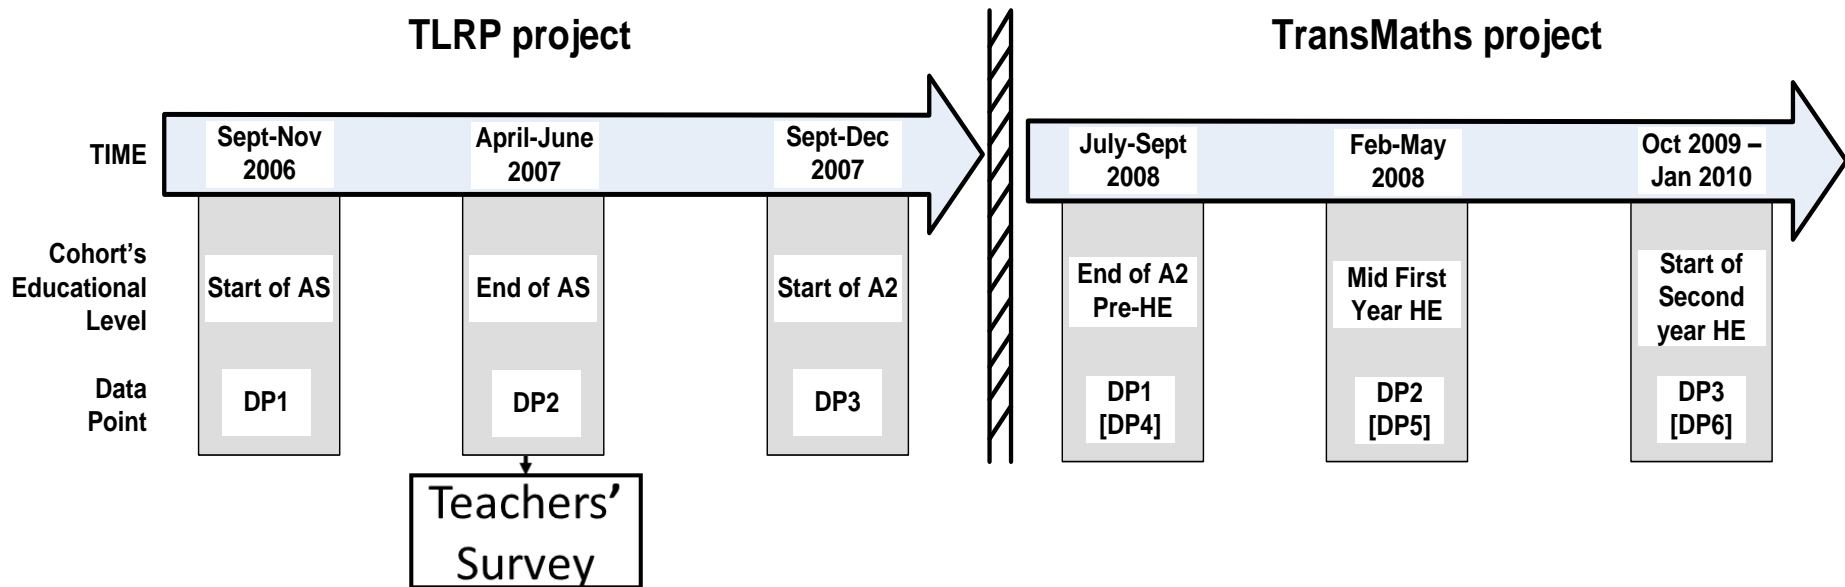 TLRP project
TransMaths project
TIME
Sept-Nov
2006
April-June
2007
Sept-Dec
2007
July-Sept
2008
Feb-May
2008
Oct 2009 –
Jan 2010
Cohort’s
Educational
Level
Start of AS
End of AS
Start of A2
End of A2
Pre-HE
Mid First
Year HE
Start of
Second
year HE
Data
Point
DP1
DP2
DP3
DP1
[DP4]
DP2
[DP5]
DP3
[DP6]
Teachers’
Survey